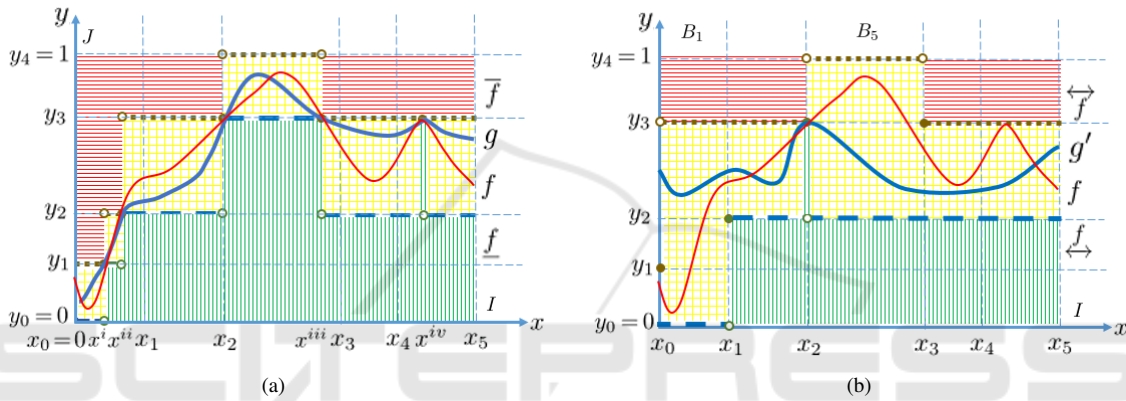 y
J
y₄ = 1
f̅
y₃
g
f
y₂
f̲
y₁
y₀ = 0
I
x
x₀ = 0 xⁱ xⁱⁱ x₁ x₂ xⁱⁱⁱ x₃ x₄ xⁱᵛ x₅
(a)
y
B₁ B₅
y₄ = 1
↔
f
y₃
g′
f
y₂
f
↔
y₁
y₀ = 0
I
x
x₀ x₁ x₂ x₃ x₄ x₅
(b)
SCITEPRESS